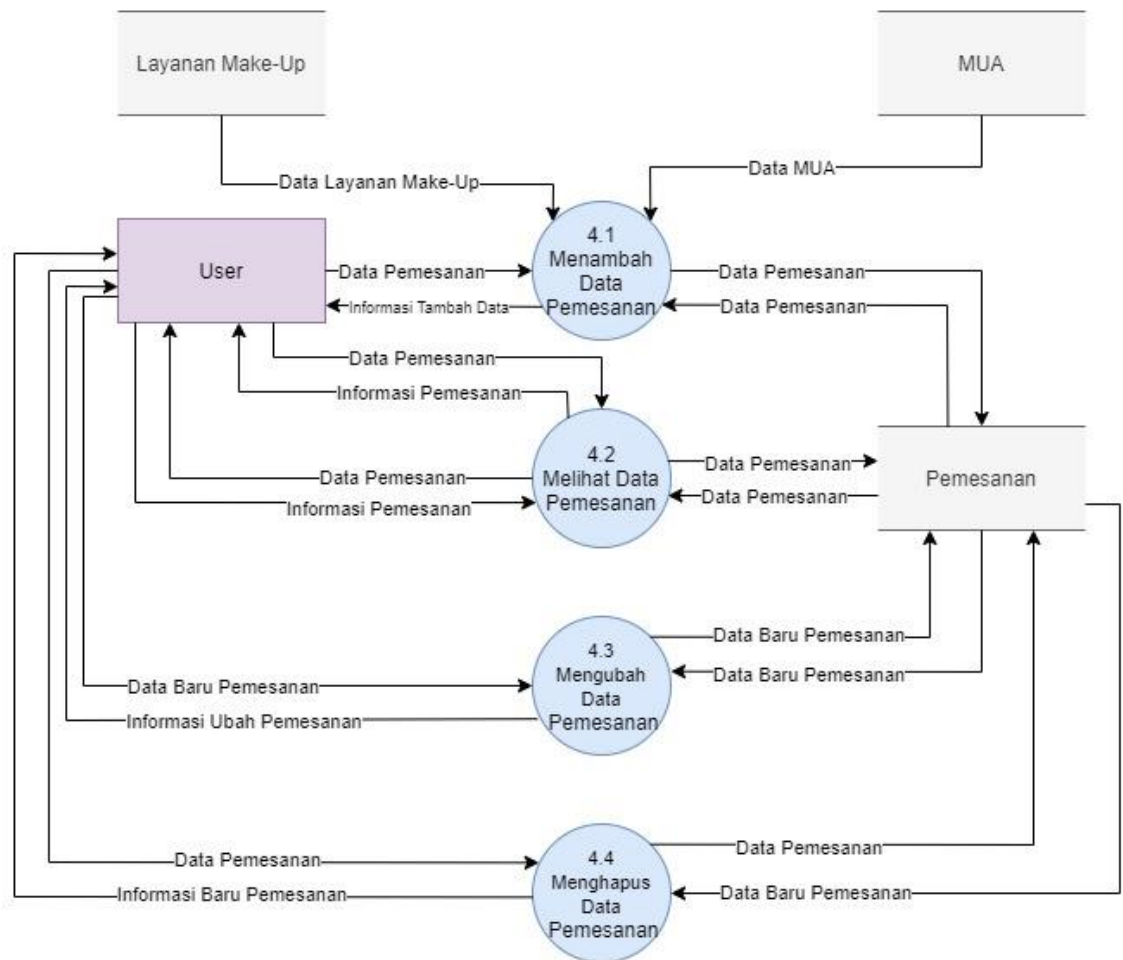 Layanan Make-Up
MUA
Data Layanan Make-Up
Data MUA
User
Data Pemesanan
Informasi Tambah Data
4.1
Menambah
Data
Pemesanan
Data Pemesanan
Data Pemesanan
Data Pemesanan
Informasi Pemesanan
Data Pemesanan
Informasi Pemesanan
4.2
Melihat Data
Pemesanan
Data Pemesanan
Data Pemesanan
Pemesanan
Data Baru Pemesanan
Informasi Ubah Pemesanan
4.3
Mengubah
Data
Pemesanan
Data Baru Pemesanan
Data Baru Pemesanan
Data Pemesanan
Informasi Baru Pemesanan
4.4
Menghapus
Data
Pemesanan
Data Pemesanan
Data Baru Pemesanan